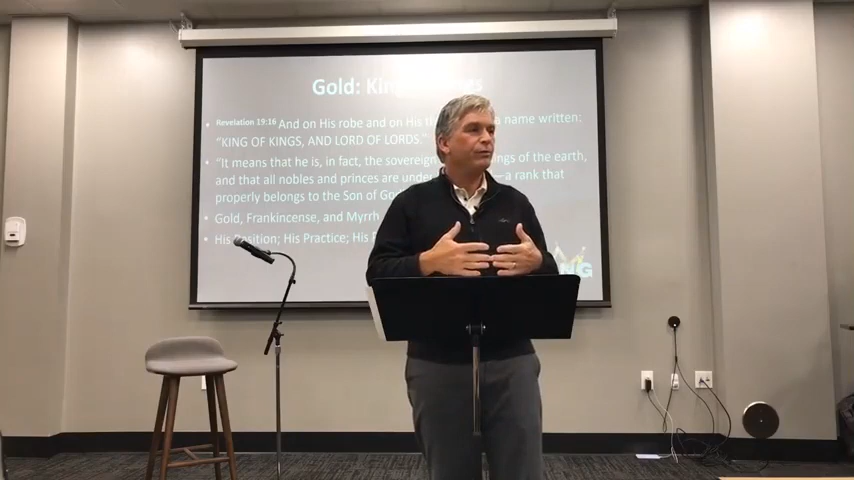 Gold:
Revelation 19:16 And on His robe and on His a name written:
"KING OF KINGS, AND LORD OF LORDS."
"It means that he is, in fact, the sovereign of the earth,
and that all nobles and princes are under a rank that
properly belongs to the Son of God
Gold, Frankincense, and Myrrh
His Position; His Practice; His